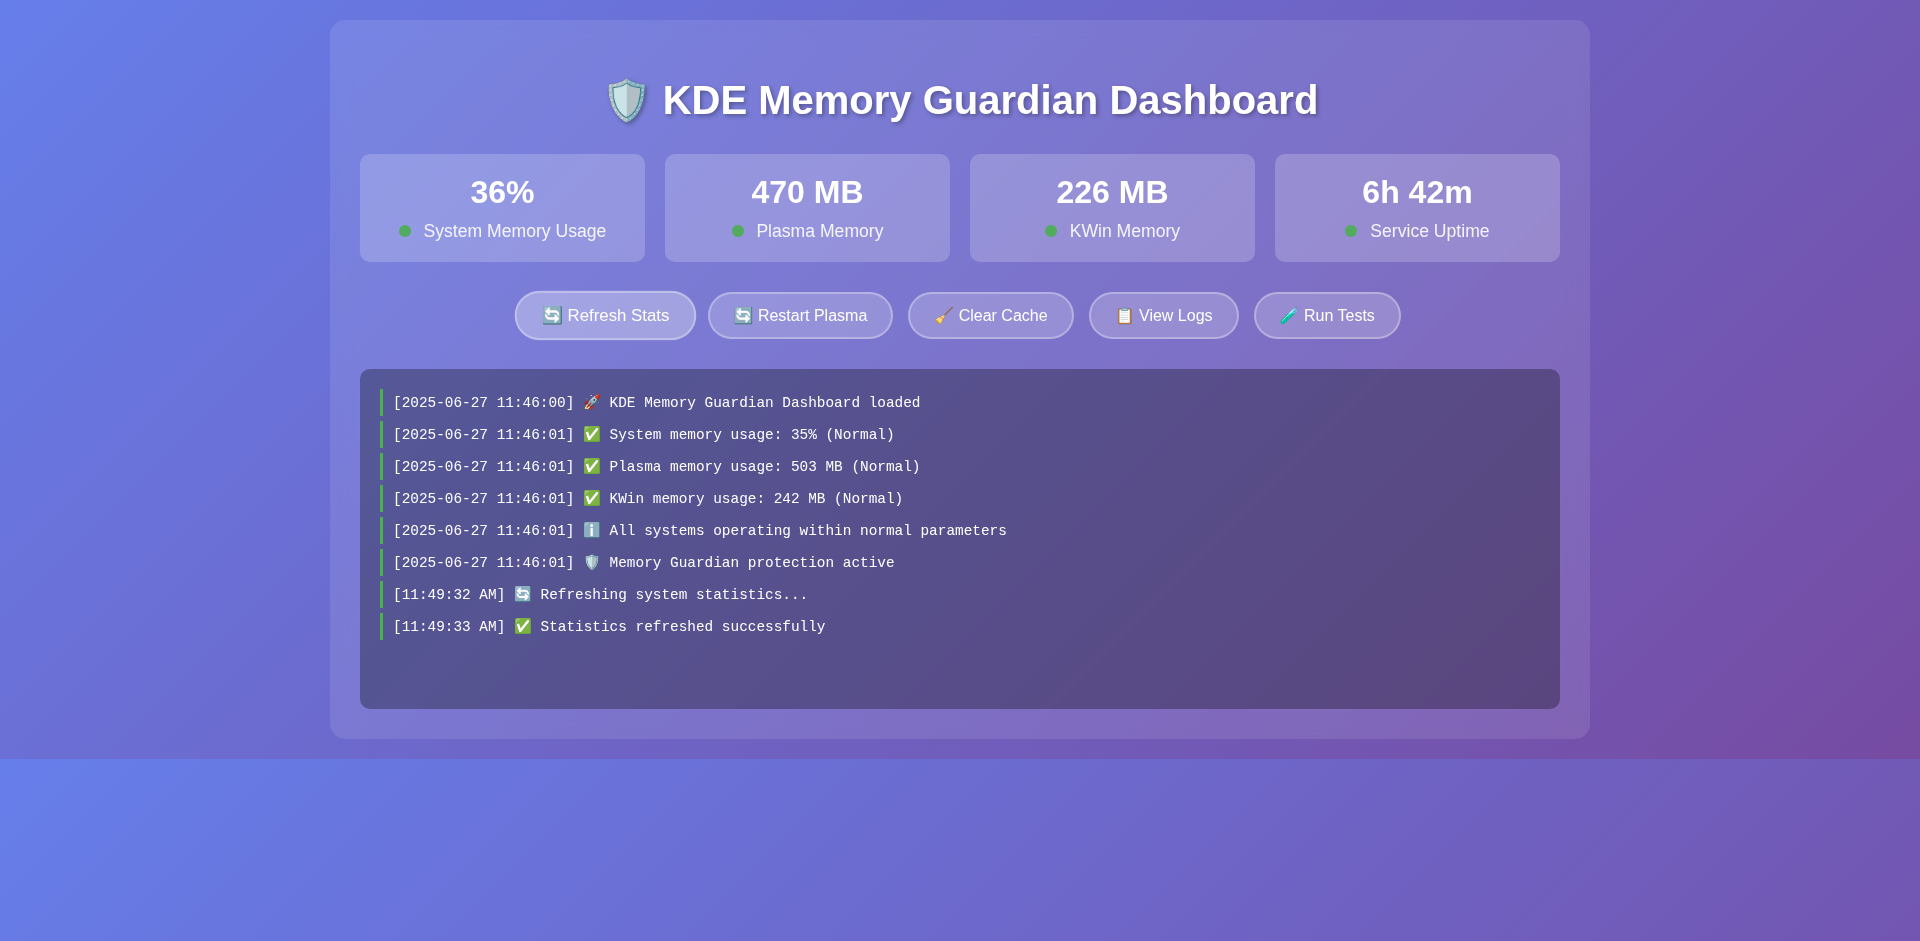 🛡️ KDE Memory Guardian Dashboard
36%
System Memory Usage
470 MB
Plasma Memory
226 MB
KWin Memory
6h 42m
Service Uptime
🔄 Refresh Stats
🔄 Restart Plasma
🧹 Clear Cache
📋 View Logs
🧪 Run Tests
[2025-06-27 11:46:00] 🚀 KDE Memory Guardian Dashboard loaded
[2025-06-27 11:46:01] ✅ System memory usage: 35% (Normal)
[2025-06-27 11:46:01] ✅ Plasma memory usage: 503 MB (Normal)
[2025-06-27 11:46:01] ✅ KWin memory usage: 242 MB (Normal)
[2025-06-27 11:46:01] ℹ️ All systems operating within normal parameters
[2025-06-27 11:46:01] 🛡️ Memory Guardian protection active
[11:49:32 AM] 🔄 Refreshing system statistics...
[11:49:33 AM] ✅ Statistics refreshed successfully